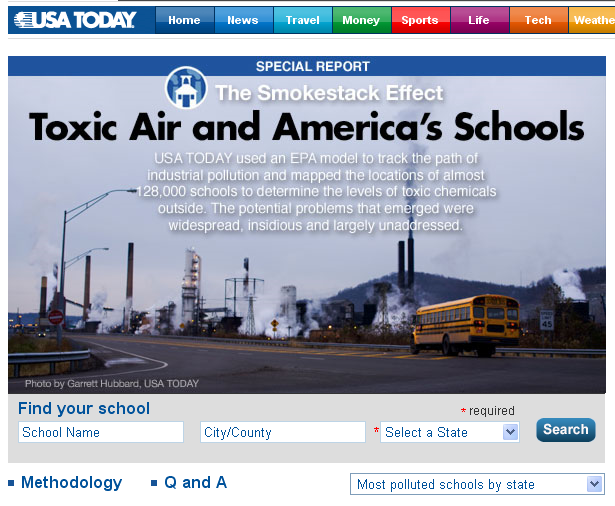 USA TODAY
Home News Travel Money Sports Life Tech Weathe
SPECIAL REPORT
The Smokestack Effect
Toxic Air and America's Schools
USA TODAY used an EPA model to track the path of
industrial pollution and mapped the locations of almost
128,000 schools to determine the levels of toxic chemicals
outside. The potential problems that emerged were
widespread, insidious and largely unaddressed.
45
Photo by Garrett Hubbard, USA TODAY
Find your school
* required
School Name City/County * Select a State Search
Methodology Q and A Most polluted schools by state